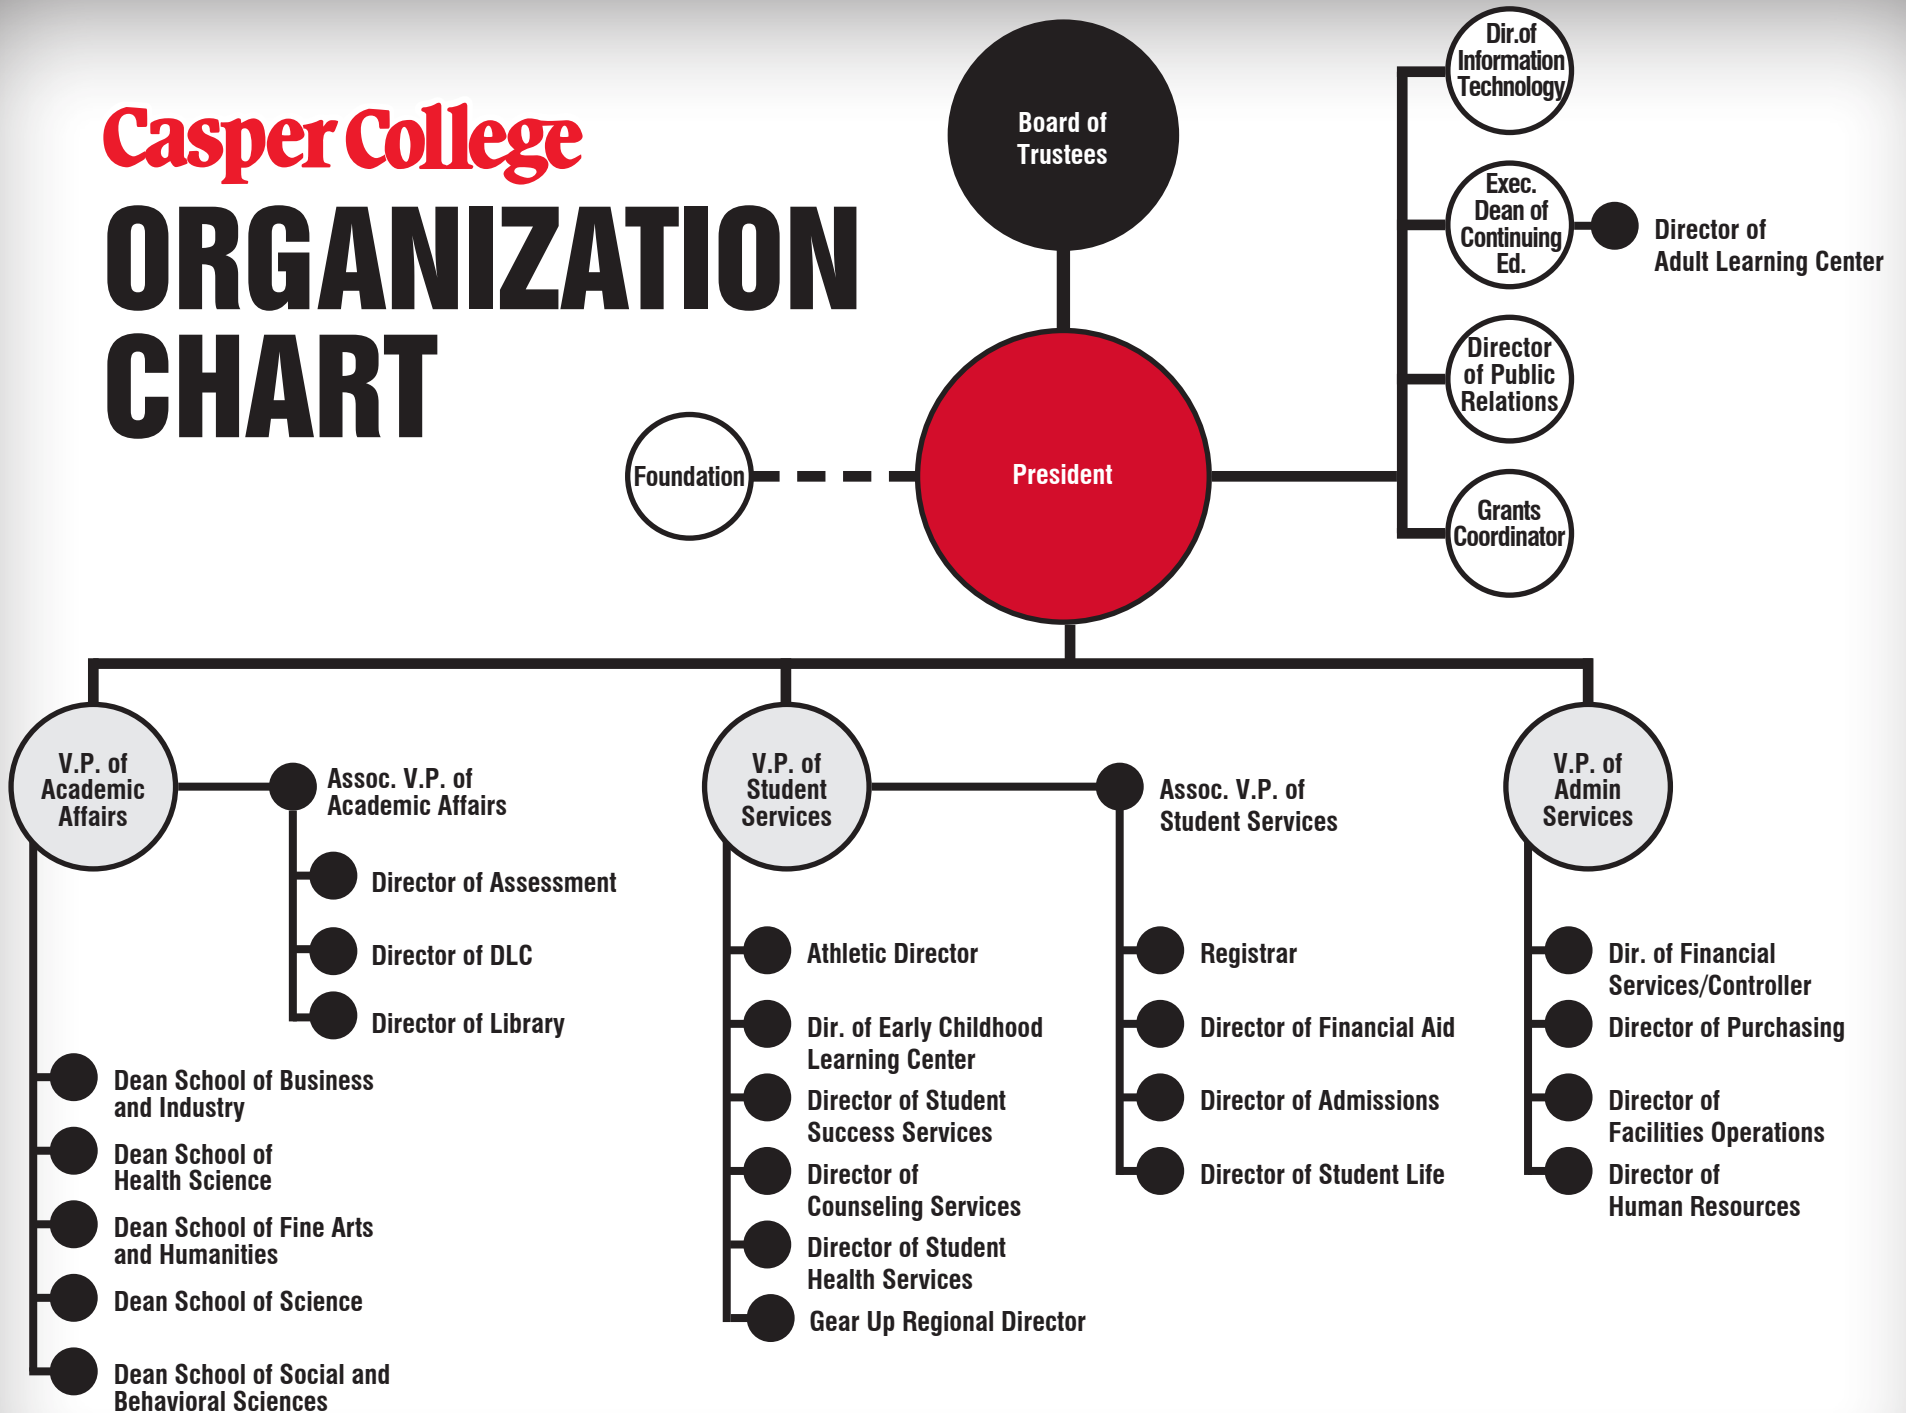 Casper College
ORGANIZATION
CHART
Board of
Trustees
President
Foundation
Dir.of
Information
Technology
Exec.
Dean of
Continuing
Ed.
Director of
Adult Learning Center
Director
of Public
Relations
Grants
Coordinator
V.P. of
Academic
Affairs
Assoc. V.P. of
Academic Affairs
Director of Assessment
Director of DLC
Director of Library
Dean School of Business
and Industry
Dean School of
Health Science
Dean School of Fine Arts
and Humanities
Dean School of Science
Dean School of Social and
Behavioral Sciences
V.P. of
Student
Services
Athletic Director
Dir. of Early Childhood
Learning Center
Director of Student
Success Services
Director of
Counseling Services
Director of Student
Health Services
Gear Up Regional Director
Assoc. V.P. of
Student Services
Registrar
Director of Financial Aid
Director of Admissions
Director of Student Life
V.P. of
Admin
Services
Dir. of Financial
Services/Controller
Director of Purchasing
Director of
Facilities Operations
Director of
Human Resources